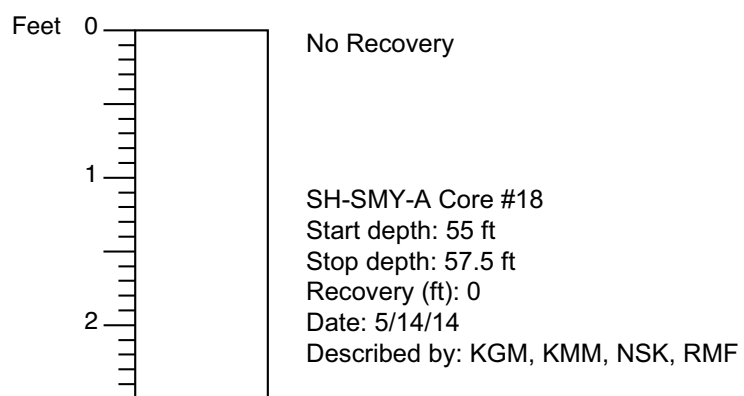 Feet 0
No Recovery
1
SH-SMY-A Core #18
Start depth: 55 ft
Stop depth: 57.5 ft
Recovery (ft): 0
2
Date: 5/14/14
Described by: KGM, KMM, NSK, RMF